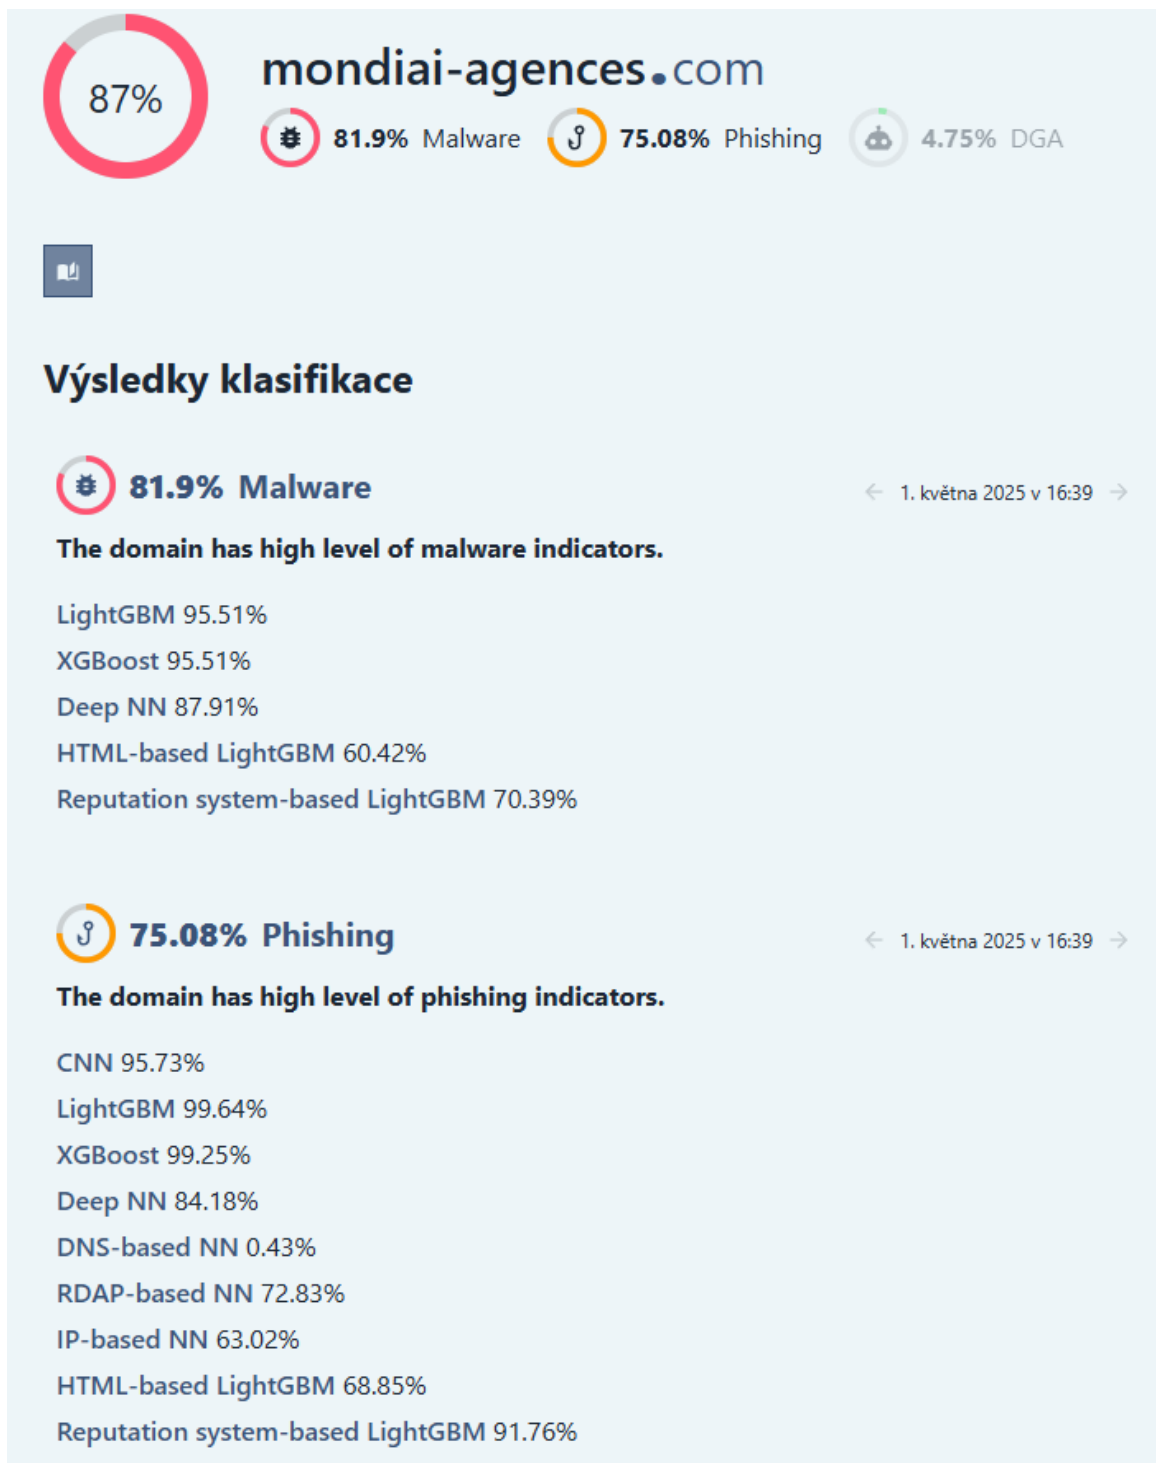 87%
mondiai-agences.com
81.9% Malware 75.08% Phishing 4.75% DGA
Výsledky klasifikace
81.9% Malware
← 1. května 2025 v 16:39 →
The domain has high level of malware indicators.
LightGBM 95.51%
XGBoost 95.51%
Deep NN 87.91%
HTML-based LightGBM 60.42%
Reputation system-based LightGBM 70.39%
75.08% Phishing
← 1. května 2025 v 16:39 →
The domain has high level of phishing indicators.
CNN 95.73%
LightGBM 99.64%
XGBoost 99.25%
Deep NN 84.18%
DNS-based NN 0.43%
RDAP-based NN 72.83%
IP-based NN 63.02%
HTML-based LightGBM 68.85%
Reputation system-based LightGBM 91.76%